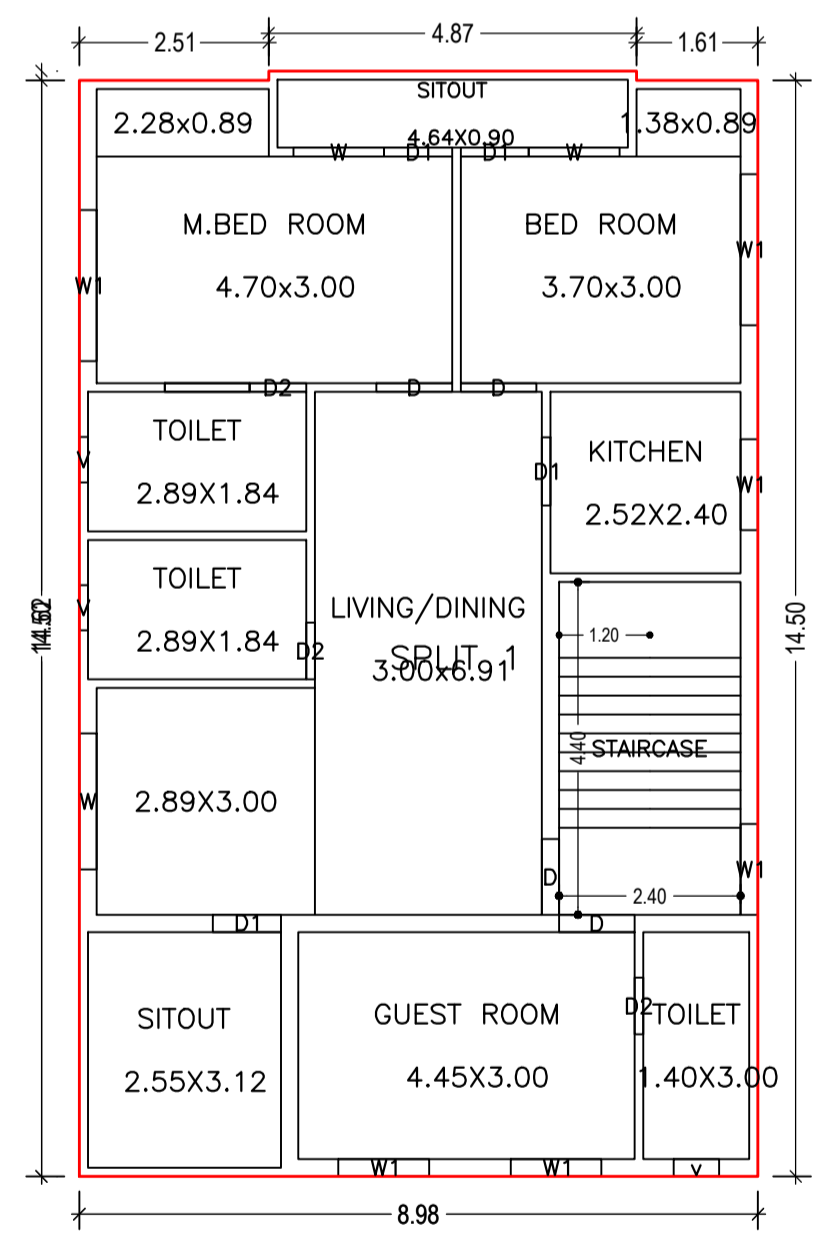 2.51
4.87
1.61
SITOUT
4.64X0.90
2.28x0.89
1.38x0.89
W
D1
D1
W
M.BED ROOM
4.70x3.00
BED ROOM
3.70x3.00
W1
W1
D2
D
D
TOILET
2.89X1.84
V
KITCHEN
2.52X2.40
D1
W1
TOILET
2.89X1.84
V
D2
LIVING/DINING
SPLIT 1
3.00x6.91
1.20
4.40
STAIRCASE
14.50
W
2.89X3.00
D
W1
2.40
D1
D
SITOUT
2.55X3.12
GUEST ROOM
4.45X3.00
D2
TOILET
1.40X3.00
W1
W1
V
8.98